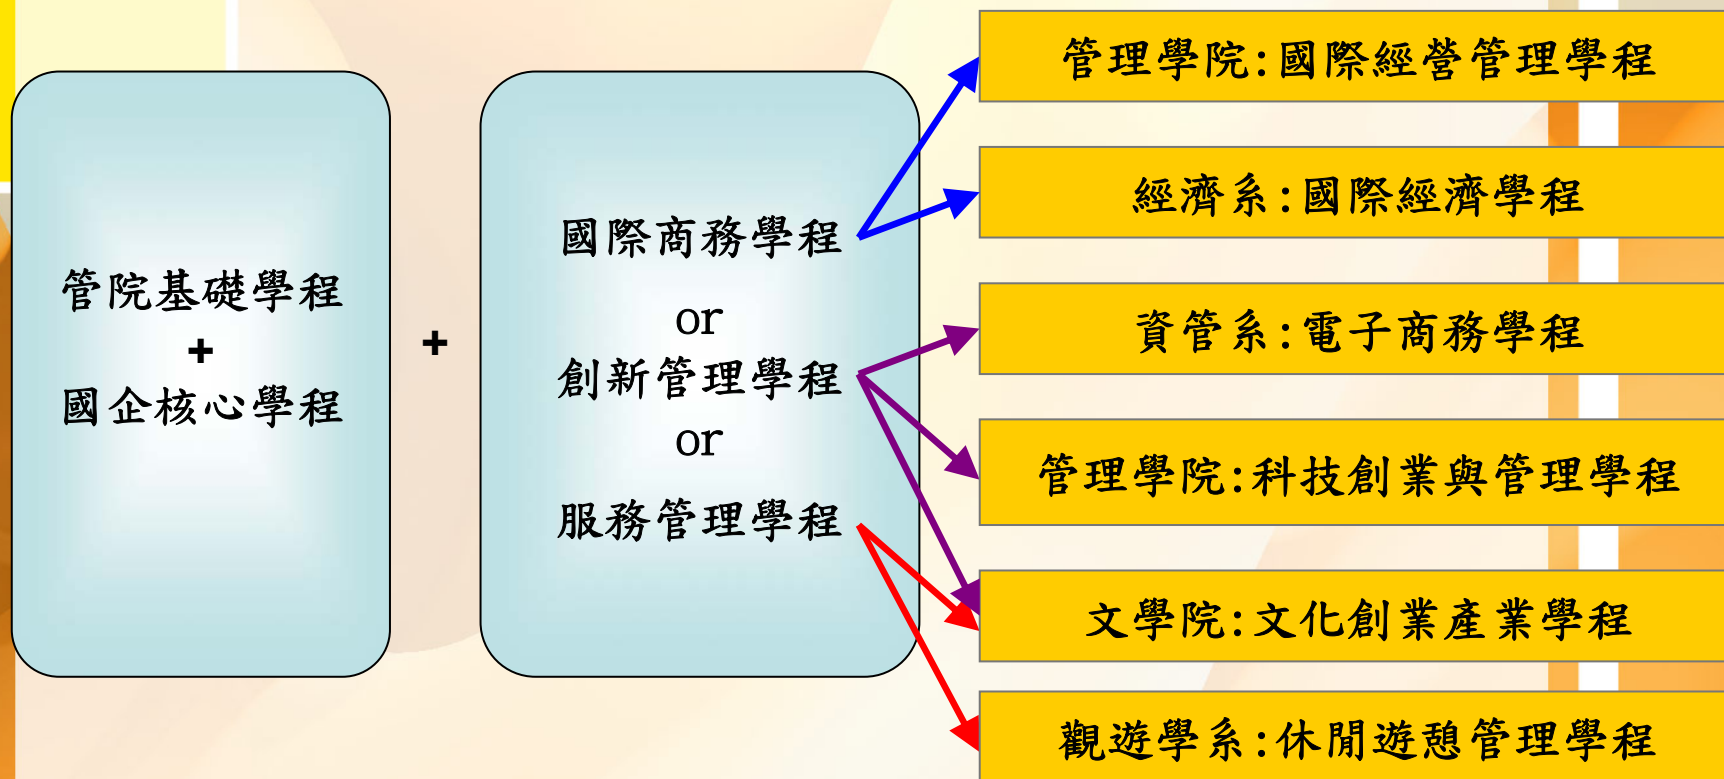 管院基礎學程
+
國企核心學程
+
國際商務學程
or
創新管理學程
or
服務管理學程
管理學院:國際經營管理學程
經濟系:國際經濟學程
資管系:電子商務學程
管理學院:科技創業與管理學程
文學院:文化創業產業學程
觀遊學系:休閒遊憩管理學程